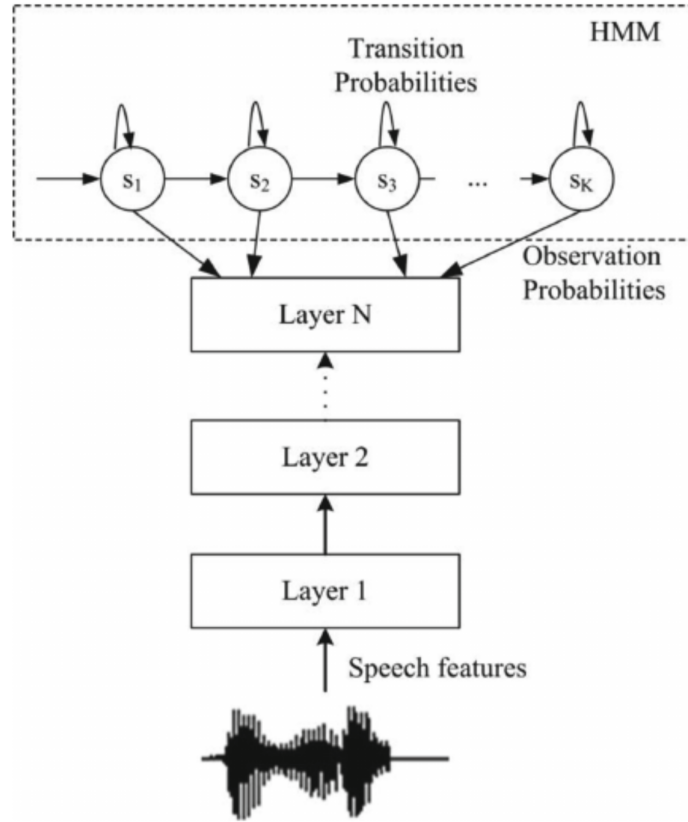 HMM
Transition
Probabilities
s1 s2 s3 ... sK
Observation
Probabilities
Layer N
Layer 2
Layer 1
Speech features